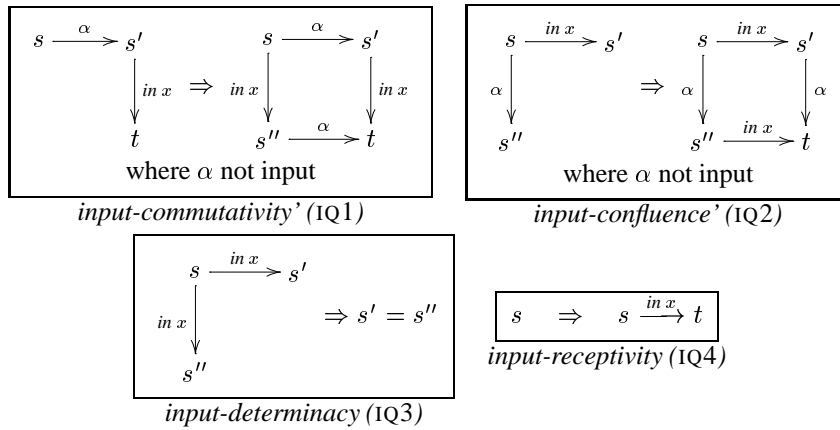 s α s' s α s'
in x ⇒ in x in x
t s'' α t
where α not input
input-commutativity' (IQ1)
s in x s' s in x s'
α ⇒ α α
s'' s'' in x t
where α not input
input-confluence' (IQ2)
s in x s'
in x ⇒ s' = s''
s''
input-determinacy (IQ3)
s ⇒ s in x t
input-receptivity (IQ4)